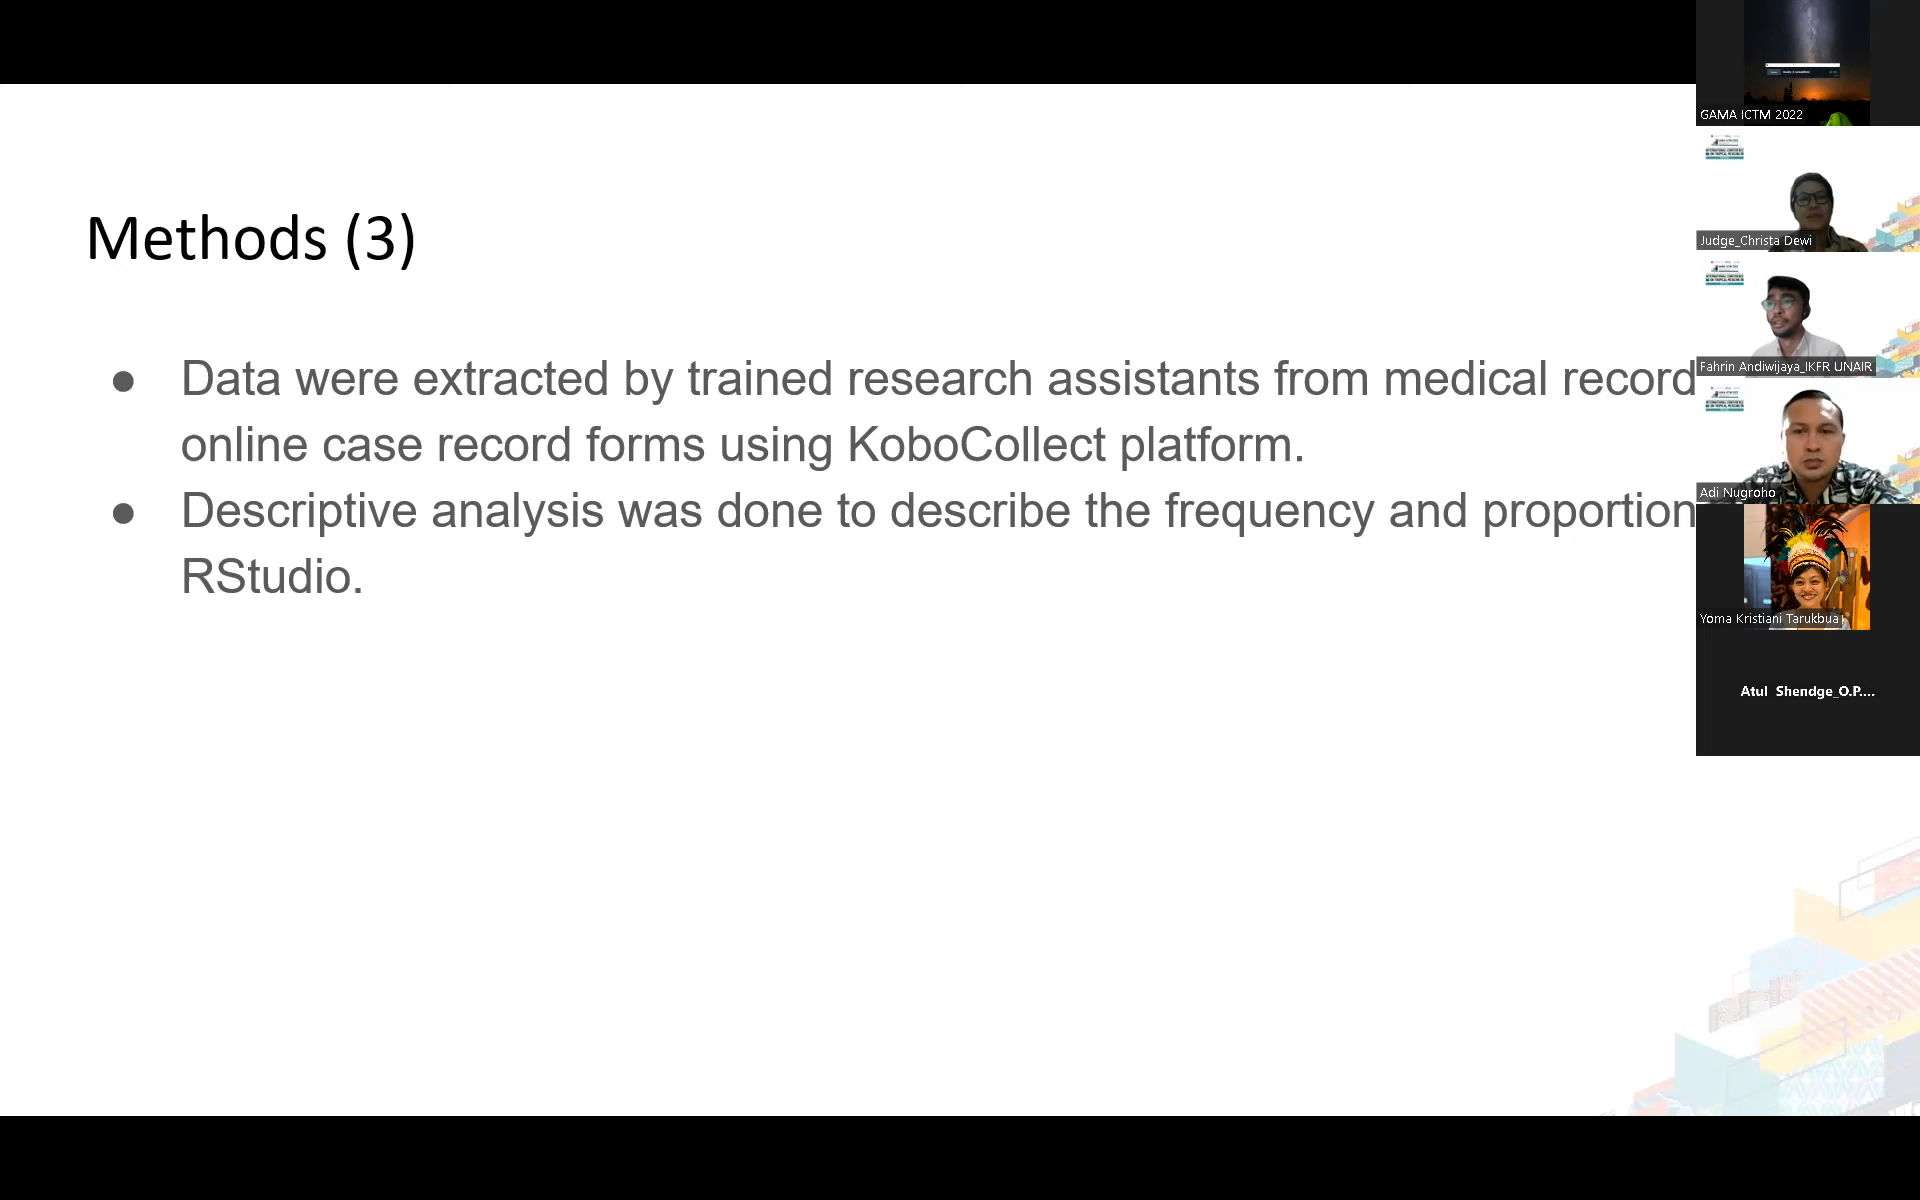 Methods (3)
● Data were extracted by trained research assistants from medical record
online case record forms using KoboCollect platform.
● Descriptive analysis was done to describe the frequency and proportion
RStudio.
GAMA ICTM 2022
Judge_Christa Dewi
Fahrin Andiwijaya_IKFR UNAIR
Adi Nugroho
Yoma Kristiani Tarukbua
Atul Shendge_O.P....